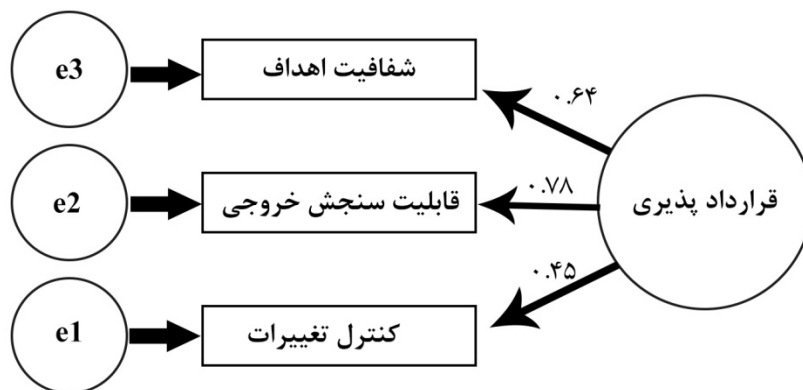 e3
شفافیت اهداف
۰.۶۴
e2
قابلیت سنجش خروجی
۰.۷۸
قرارداد پذیری
e1
کنترل تغییرات
۰.۴۵